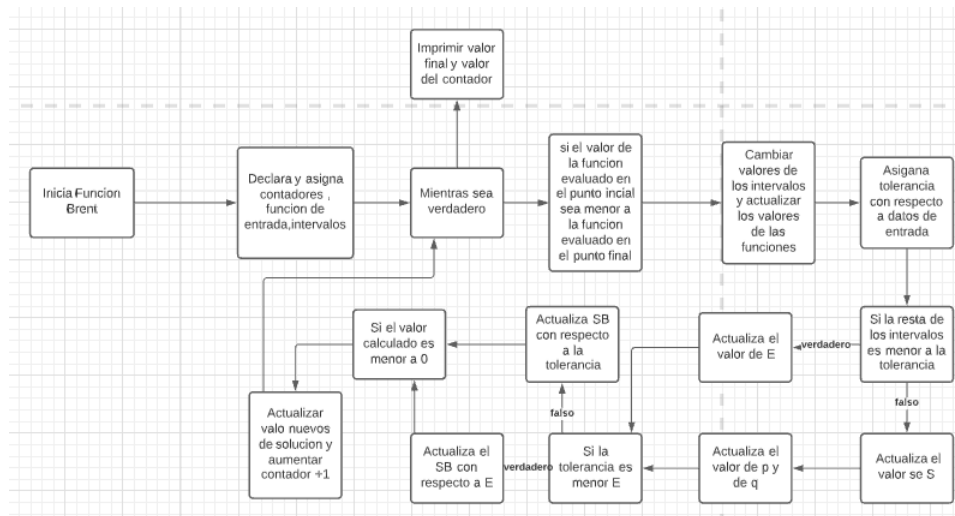 Imprimir valor
final y valor
del contador
Inicia Funcion
Brent
Declara y asigna
contadores ,
funcion de
entrada,intervalos
Mientras sea
verdadero
si el valor de
la funcion
evaluado en
el punto incial
sea menor a
la funcion
evaluado en
el punto final
Cambiar
valores de
los intervalos
y actualizar
los valores
de las
funciones
Asigana
tolerancia
con respecto
a datos de
entrada
Si la resta de
los intervalos
es menor a la
tolerancia
verdadero
falso
Actualiza el
valor de E
Actualiza el
valor se S
Actualiza el
valor de p y
de q
Si la
tolerancia es
menor E
falso
verdadero
Actualiza SB
con respecto
a la
tolerancia
Actualiza el
SB con
respecto a E
Si el valor
calculado es
menor a 0
Actualizar
valo nuevos
de solucion y
aumentar
contador +1